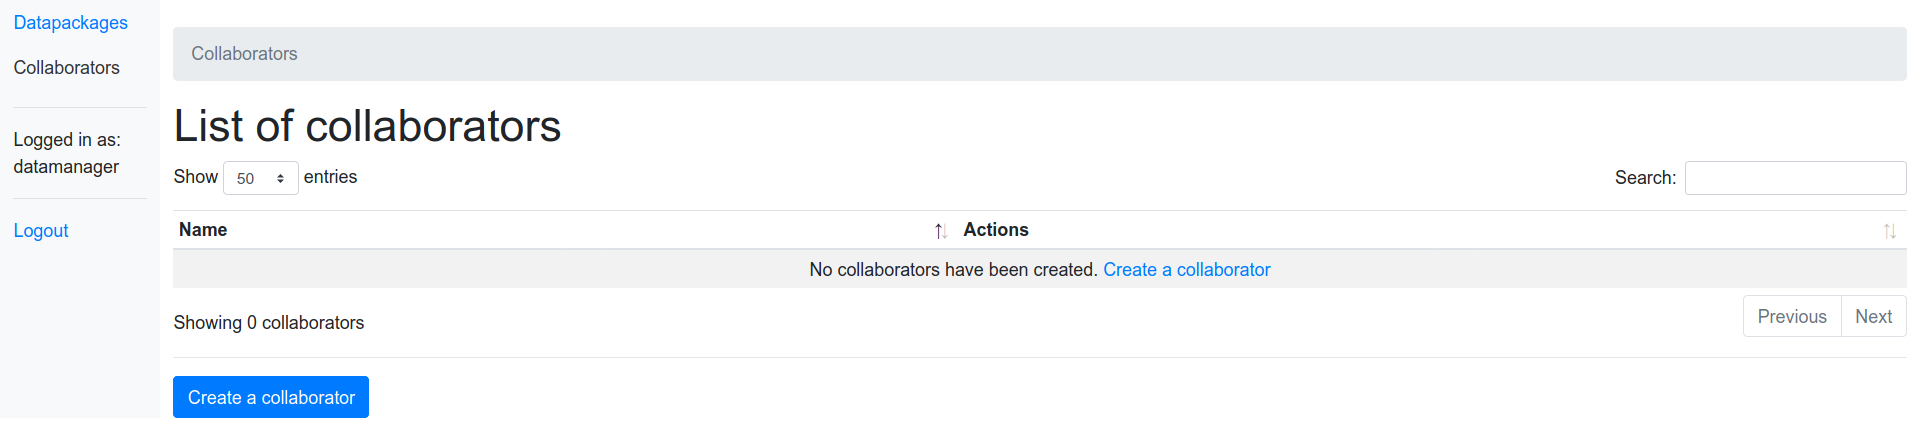 Datapackages
Collaborators
Logged in as:
datamanager
Logout
Collaborators
List of collaborators
Show 50 entries
Search:
Name Actions
No collaborators have been created. Create a collaborator
Showing 0 collaborators
Previous Next
Create a collaborator